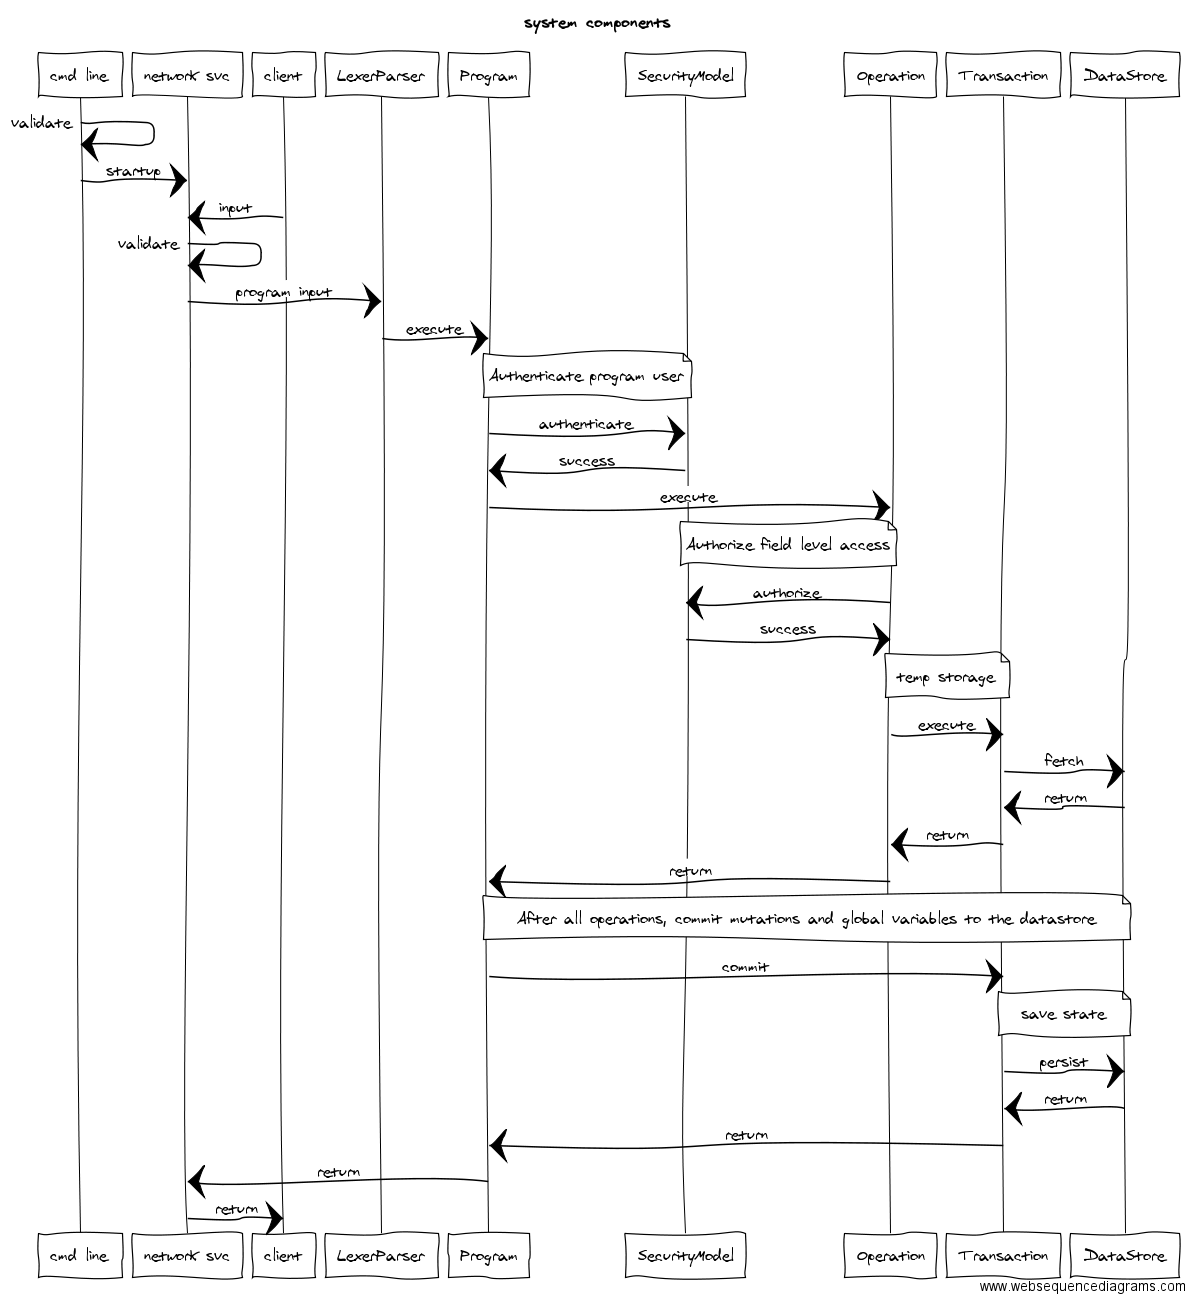 system components
cmd line network svc client LexerParser Program SecurityModel Operation Transaction DataStore
validate
startup
input
validate
program input
execute
Authenticate program user
authenticate
success
execute
Authorize field level access
authorize
success
temp storage
execute
fetch
return
return
return
After all operations, commit mutations and global variables to the datastore
commit
save state
persist
return
return
return
return
cmd line network svc client LexerParser Program SecurityModel Operation Transaction DataStore
www.websequencediagrams.com